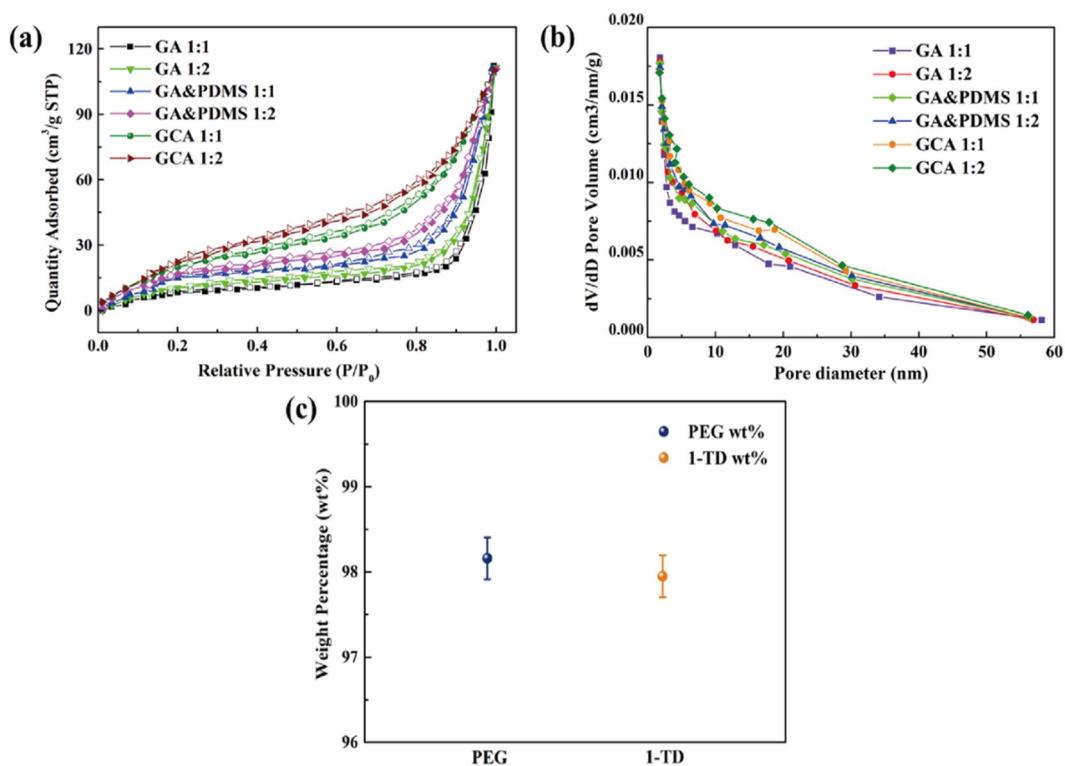 (a)
GA 1:1
GA 1:2
GA&PDMS 1:1
GA&PDMS 1:2
GCA 1:1
GCA 1:2
Quantity Adsorbed (cm³/g STP)
120
90
60
30
0
0.0 0.2 0.4 0.6 0.8 1.0
Relative Pressure (P/P₀)
(b)
GA 1:1
GA 1:2
GA&PDMS 1:1
GA&PDMS 1:2
GCA 1:1
GCA 1:2
dV/dD Pore Volume (cm3/nm/g)
0.020
0.015
0.010
0.005
0.000
0 10 20 30 40 50 60
Pore diameter (nm)
(c)
PEG wt%
1-TD wt%
Weight Percentage (wt%)
100
99
98
97
96
PEG 1-TD